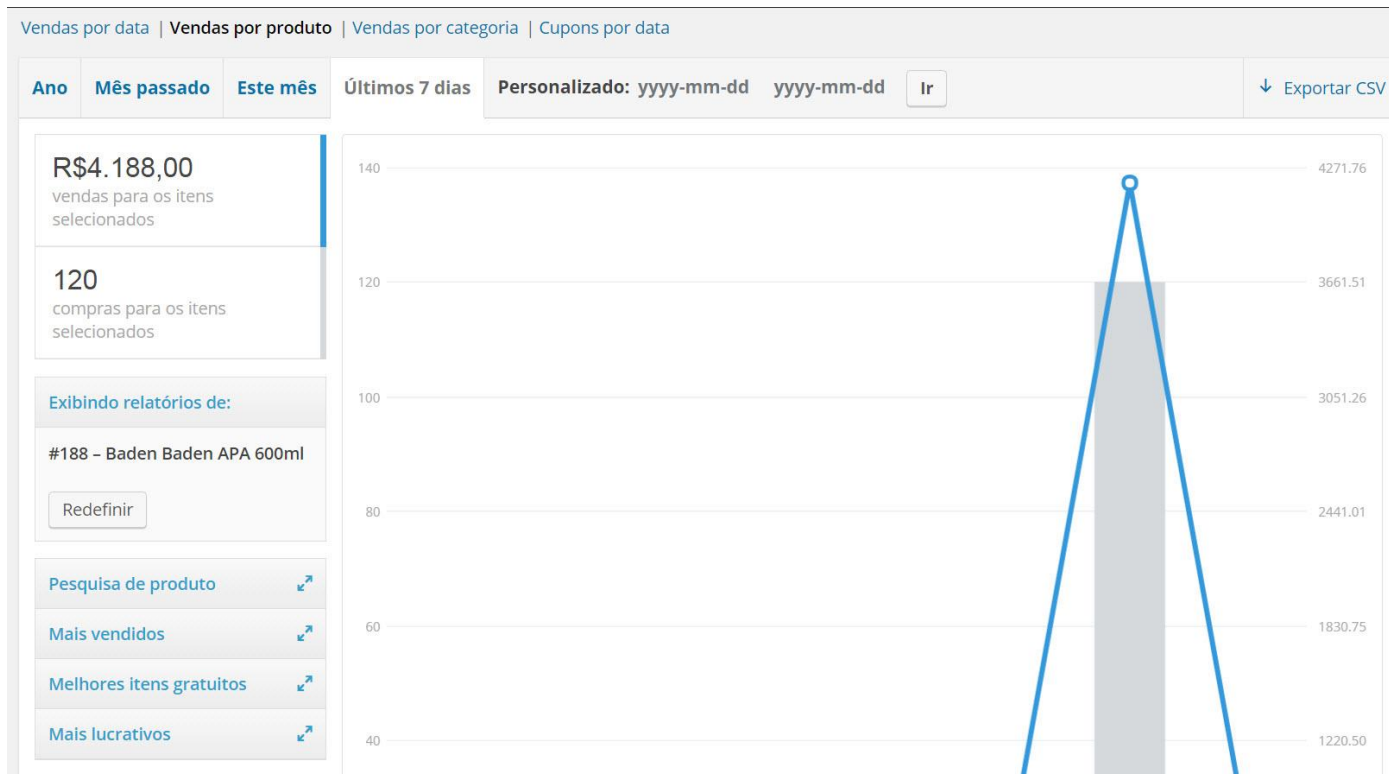 Vendas por data | Vendas por produto | Vendas por categoria | Cupons por data
Ano Mês passado Este mês Últimos 7 dias Personalizado: yyyy-mm-dd yyyy-mm-dd Ir Exportar CSV
R$4.188,00
vendas para os itens
selecionados
120
compras para os itens
selecionados
Exibindo relatórios de:
#188 – Baden Baden APA 600ml
Redefinir
Pesquisa de produto
Mais vendidos
Melhores itens gratuitos
Mais lucrativos
140 4271.76
120 3661.51
100 3051.26
80 2441.01
60 1830.75
40 1220.50